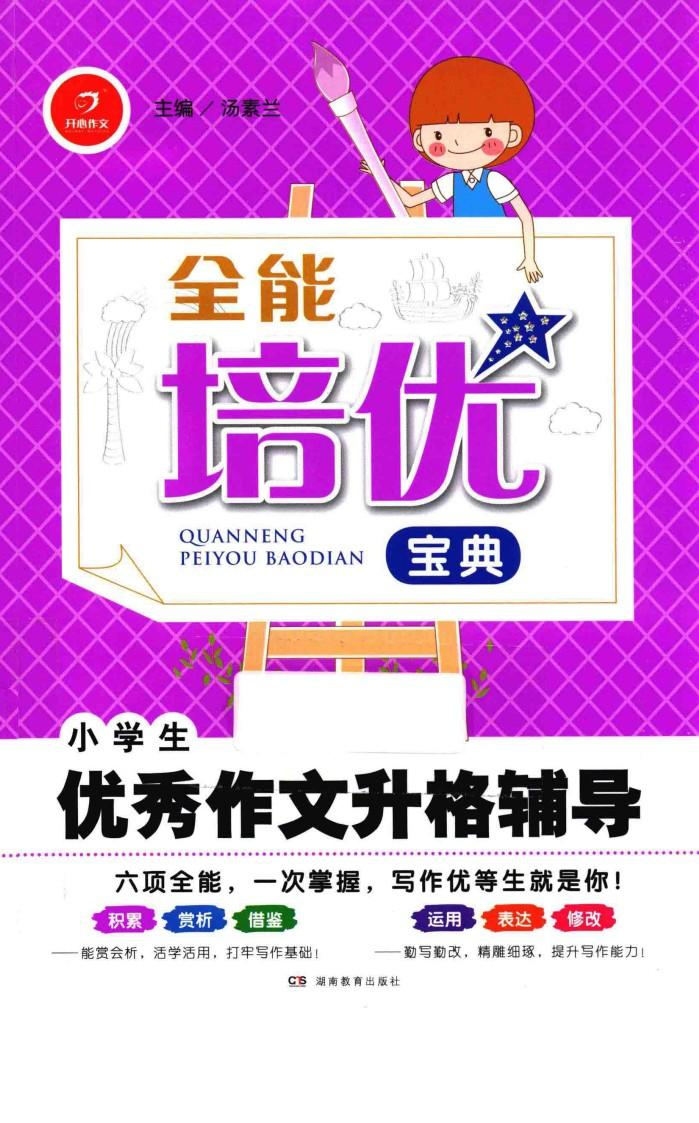 开心作文
主编 / 汤素兰
全能
培优
QUANNENG
PEIYOU BAODIAN
宝典
小学生
优秀作文升格辅导
六项全能，一次掌握，写作优等生就是你！
积累 赏析 借鉴 运用 表达 修改
——能赏会析，活学活用，打牢写作基础！ ——勤写勤改，精雕细琢，提升写作能力！
湖南教育出版社